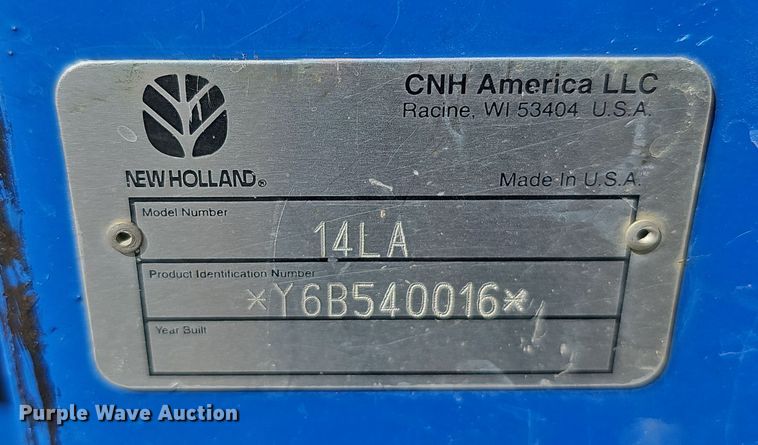 CNH America LLC
Racine, WI 53404 U.S.A.
NEW HOLLAND®
Made In U.S.A.
Model Number
14LA
Product Identification Number
*Y6B540016*
Year Built
Purple Wave Auction